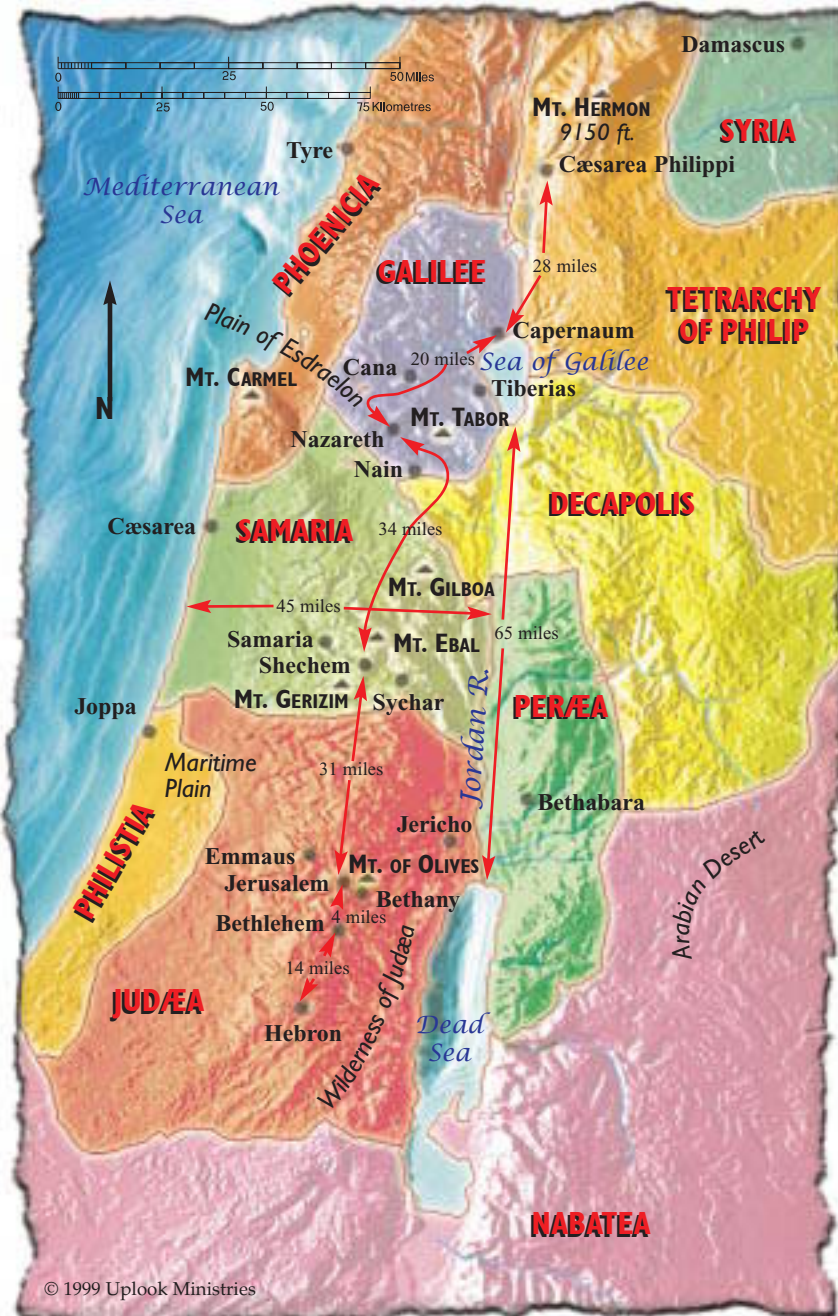 Damascus
0 25 50 Miles
0 25 50 75 Kilometres
MT. HERMON
9150 ft.
SYRIA
Tyre
Cæsarea Philippi
Mediterranean
Sea
PHOENICIA
GALILEE
28 miles
TETRARCHY
OF PHILIP
Plain of Esdraelon
Capernaum
20 miles
Sea of Galilee
Cana
MT. CARMEL
Tiberias
N
MT. TABOR
Nazareth
Nain
DECAPOLIS
Cæsarea
SAMARIA
34 miles
MT. GILBOA
45 miles
65 miles
Samaria
MT. EBAL
Shechem
MT. GERIZIM
Sychar
Jordan R.
PERÆA
Joppa
Maritime
Plain
31 miles
Bethabara
Jericho
PHILISTIA
Emmaus
MT. OF OLIVES
Jerusalem
Bethany
Arabian Desert
Bethlehem
4 miles
14 miles
JUDÆA
Wilderness of Judæa
Hebron
Dead
Sea
NABATEA
© 1999 Uplook Ministries